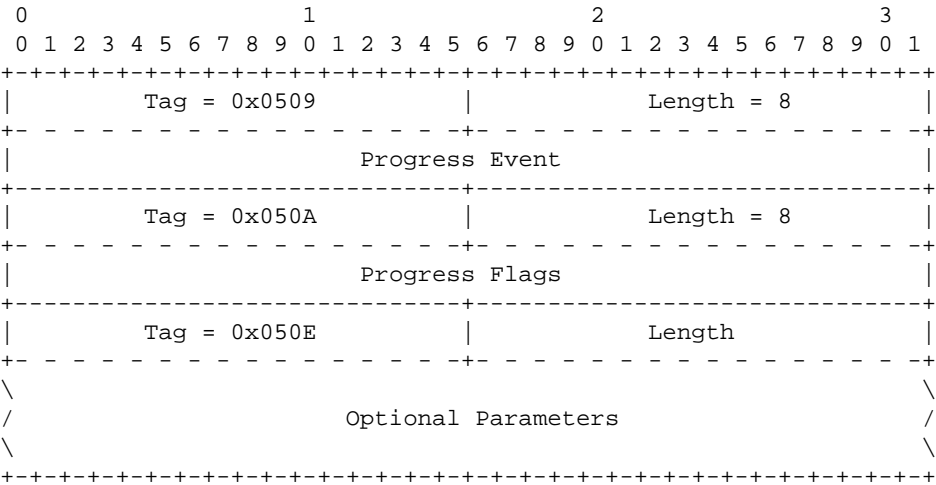 0                   1                   2                   3
 0 1 2 3 4 5 6 7 8 9 0 1 2 3 4 5 6 7 8 9 0 1 2 3 4 5 6 7 8 9 0 1
+-+-+-+-+-+-+-+-+-+-+-+-+-+-+-+-+-+-+-+-+-+-+-+-+-+-+-+-+-+-+-+-+
|         Tag = 0x0509          |            Length = 8         |
+- - - - - - - - - - - - - - - -+- - - - - - - - - - - - - - - -+
|                        Progress Event                         |
+-------------------------------+-------------------------------+
|         Tag = 0x050A          |            Length = 8         |
+- - - - - - - - - - - - - - - -+- - - - - - - - - - - - - - - -+
|                        Progress Flags                         |
+-------------------------------+-------------------------------+
|         Tag = 0x050E          |            Length             |
+- - - - - - - - - - - - - - - -+- - - - - - - - - - - - - - - -+
\                                                               \
/                       Optional Parameters                     /
\                                                               \
+-+-+-+-+-+-+-+-+-+-+-+-+-+-+-+-+-+-+-+-+-+-+-+-+-+-+-+-+-+-+-+-+